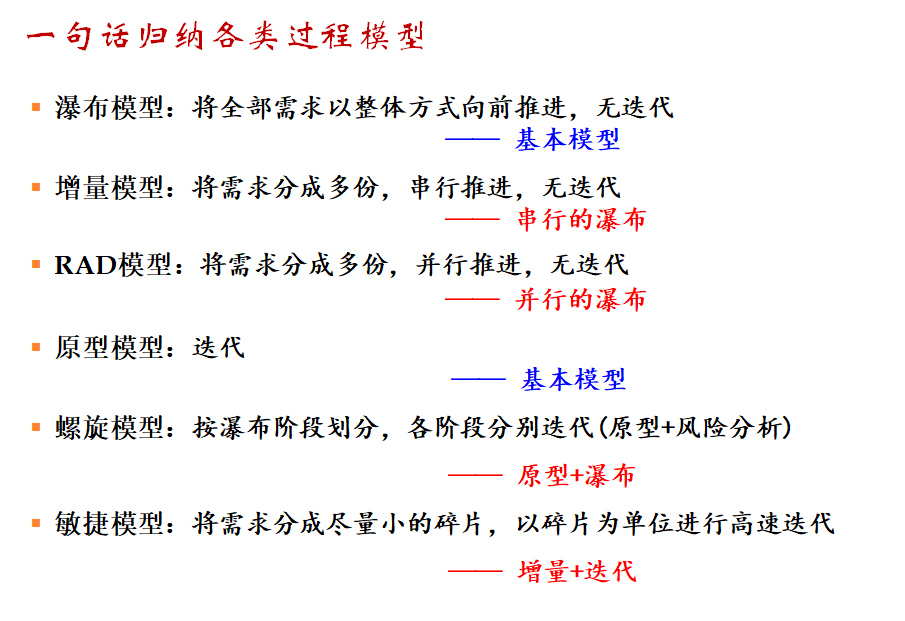 一句话归纳各类过程模型
瀑布模型：将全部需求以整体方式向前推进，无迭代
—— 基本模型
增量模型：将需求分成多份，串行推进，无迭代
—— 串行的瀑布
RAD模型：将需求分成多份，并行推进，无迭代
—— 并行的瀑布
原型模型：迭代
—— 基本模型
螺旋模型：按瀑布阶段划分，各阶段分别迭代(原型+风险分析)
—— 原型+瀑布
敏捷模型：将需求分成尽量小的碎片，以碎片为单位进行高速迭代
—— 增量+迭代